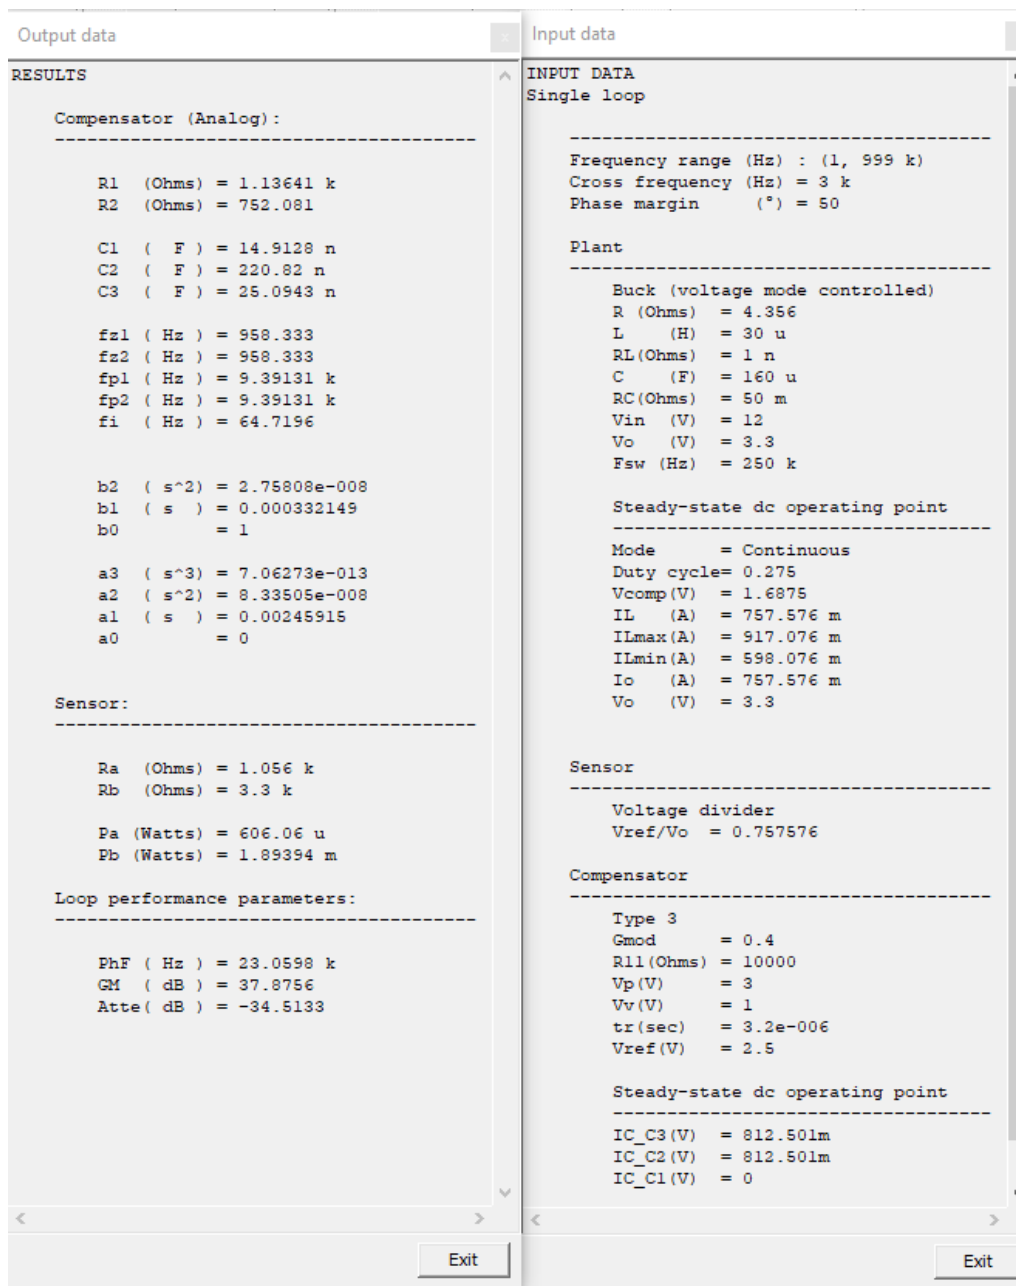 Output data
RESULTS
Compensator (Analog):
---------------------------------------
R1 (Ohms) = 1.13641 k
R2 (Ohms) = 752.081
C1 ( F ) = 14.9128 n
C2 ( F ) = 220.82 n
C3 ( F ) = 25.0943 n
fz1 ( Hz ) = 958.333
fz2 ( Hz ) = 958.333
fp1 ( Hz ) = 9.39131 k
fp2 ( Hz ) = 9.39131 k
fi ( Hz ) = 64.7196
b2 ( s^2) = 2.75808e-008
b1 ( s ) = 0.000332149
b0 = 1
a3 ( s^3) = 7.06273e-013
a2 ( s^2) = 8.33505e-008
a1 ( s ) = 0.00245915
a0 = 0
Sensor:
---------------------------------------
Ra (Ohms) = 1.056 k
Rb (Ohms) = 3.3 k
Pa (Watts) = 606.06 u
Pb (Watts) = 1.89394 m
Loop performance parameters:
---------------------------------------
PhF ( Hz ) = 23.0598 k
GM ( dB ) = 37.8756
Atte( dB ) = -34.5133
Exit
Input data
INPUT DATA
Single loop
---------------------------------------
Frequency range (Hz) : (1, 999 k)
Cross frequency (Hz) = 3 k
Phase margin (°) = 50
Plant
---------------------------------------
Buck (voltage mode controlled)
R (Ohms) = 4.356
L (H) = 30 u
RL(Ohms) = 1 n
C (F) = 160 u
RC(Ohms) = 50 m
Vin (V) = 12
Vo (V) = 3.3
Fsw (Hz) = 250 k
Steady-state dc operating point
-----------------------------------
Mode = Continuous
Duty cycle= 0.275
Vcomp(V) = 1.6875
IL (A) = 757.576 m
ILmax(A) = 917.076 m
ILmin(A) = 598.076 m
Io (A) = 757.576 m
Vo (V) = 3.3
Sensor
---------------------------------------
Voltage divider
Vref/Vo = 0.757576
Compensator
---------------------------------------
Type 3
Gmod = 0.4
R11(Ohms) = 10000
Vp(V) = 3
Vv(V) = 1
tr(sec) = 3.2e-006
Vref(V) = 2.5
Steady-state dc operating point
-----------------------------------
IC_C3(V) = 812.501m
IC_C2(V) = 812.501m
IC_C1(V) = 0
Exit